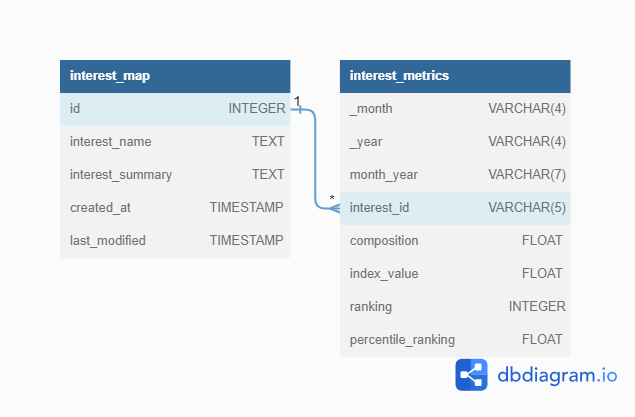 interest_map
id INTEGER
interest_name TEXT
interest_summary TEXT
created_at TIMESTAMP
last_modified TIMESTAMP
1
*
interest_metrics
_month VARCHAR(4)
_year VARCHAR(4)
month_year VARCHAR(7)
interest_id VARCHAR(5)
composition FLOAT
index_value FLOAT
ranking INTEGER
percentile_ranking FLOAT
dbdiagram.io